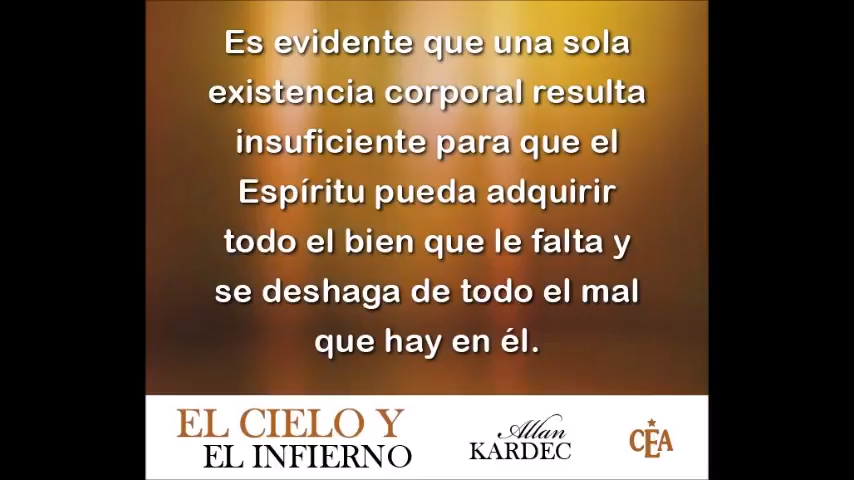 Es evidente que una sola
existencia corporal resulta
insuficiente para que el
Espíritu pueda adquirir
todo el bien que le falta y
se deshaga de todo el mal
que hay en él.
EL CIELO Y
EL INFIERNO
Allan
KARDEC
CEA